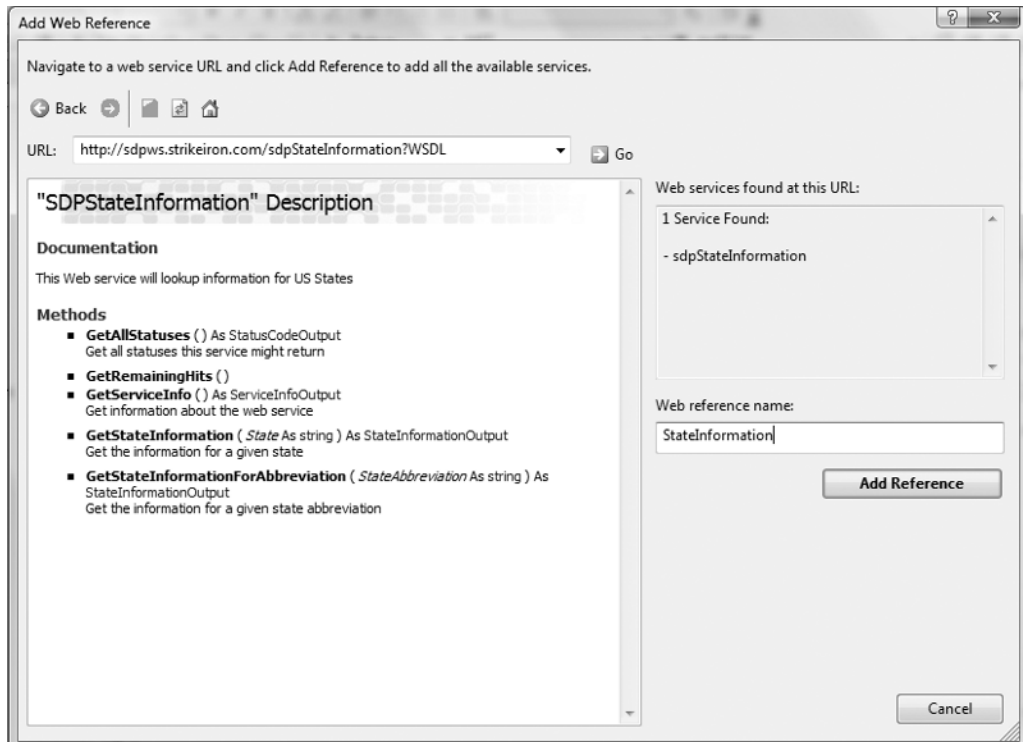 Add Web Reference
Navigate to a web service URL and click Add Reference to add all the available services.
Back
URL: http://sdpws.strikeiron.com/sdpStateInformation?WSDL Go
"SDPStateInformation" Description
Documentation
This Web service will lookup information for US States
Methods
GetAllStatuses ( ) As StatusCodeOutput
Get all statuses this service might return
GetRemainingHits ( )
GetServiceInfo ( ) As ServiceInfoOutput
Get information about the web service
GetStateInformation ( State As string ) As StateInformationOutput
Get the information for a given state
GetStateInformationForAbbreviation ( StateAbbreviation As string ) As
StateInformationOutput
Get the information for a given state abbreviation
Web services found at this URL:
1 Service Found:
- sdpStateInformation
Web reference name:
StateInformation
Add Reference
Cancel